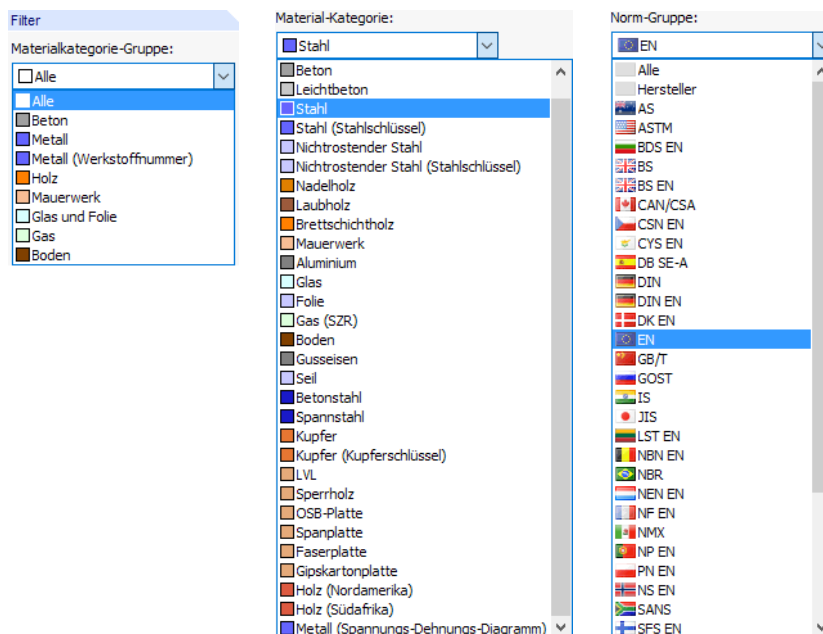 Filter
Materialkategorie-Gruppe:
Alle
Alle
Beton
Metall
Metall (Werkstoffnummer)
Holz
Mauerwerk
Glas und Folie
Gas
Boden
Material-Kategorie:
Stahl
Beton
Leichtbeton
Stahl
Stahl (Stahlschlüssel)
Nichtrostender Stahl
Nichtrostender Stahl (Stahlschlüssel)
Nadelholz
Laubholz
Brettschichtholz
Mauerwerk
Aluminium
Glas
Folie
Gas (SZR)
Boden
Gusseisen
Seil
Betonstahl
Spannstahl
Kupfer
Kupfer (Kupferschlüssel)
LVL
Sperrholz
OSB-Platte
Spanplatte
Faserplatte
Gipskartonplatte
Holz (Nordamerika)
Holz (Südafrika)
Metall (Spannungs-Dehnungs-Diagramm)
Norm-Gruppe:
EN
Alle
Hersteller
AS
ASTM
BDS EN
BS
BS EN
CAN/CSA
CSN EN
CYS EN
DB SE-A
DIN
DIN EN
DK EN
EN
GB/T
GOST
IS
JIS
LST EN
NBN EN
NBR
NEN EN
NF EN
NMX
NP EN
PN EN
NS EN
SANS
SFS EN